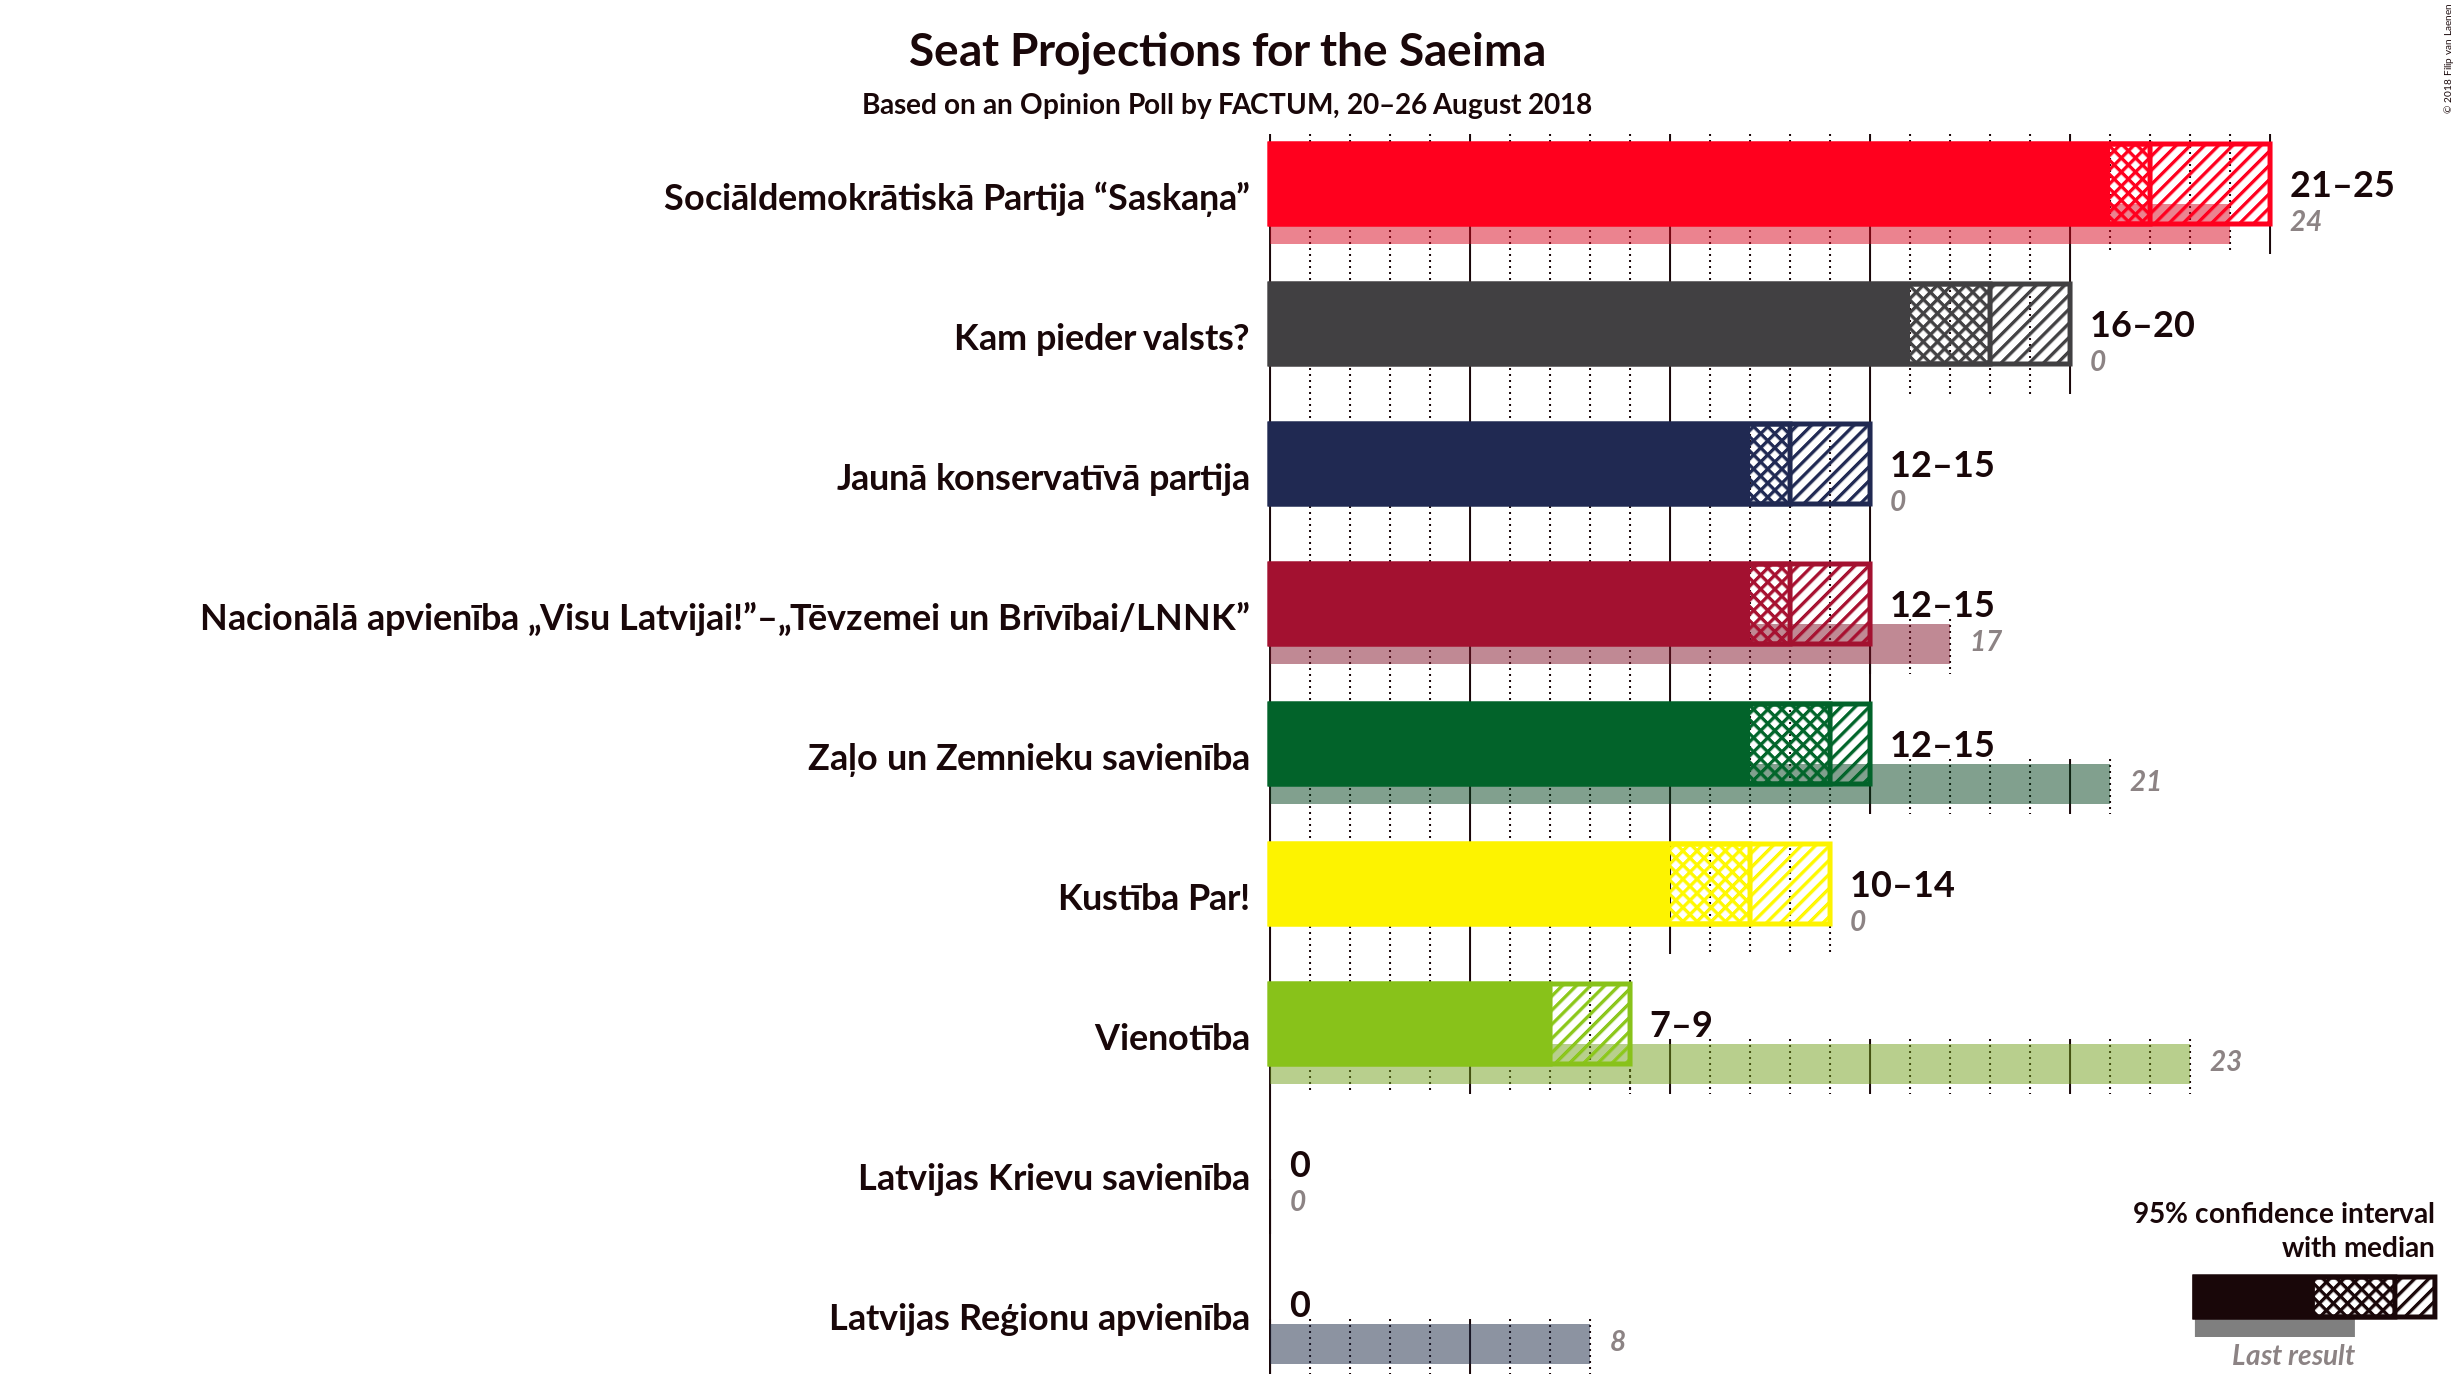 Seat Projections for the Saeima
Based on an Opinion Poll by FACTUM, 20–26 August 2018
© 2018 Filip van Laenen
Sociāldemokrātiskā Partija “Saskaņa”
21–25
24
Kam pieder valsts?
16–20
0
Jaunā konservatīvā partija
12–15
0
Nacionālā apvienība „Visu Latvijai!”–„Tēvzemei un Brīvībai/LNNK”
12–15
17
Zaļo un Zemnieku savienība
12–15
21
Kustība Par!
10–14
0
Vienotība
7–9
23
Latvijas Krievu savienība
0
0
Latvijas Reģionu apvienība
0
8
95% confidence interval
with median
Last result